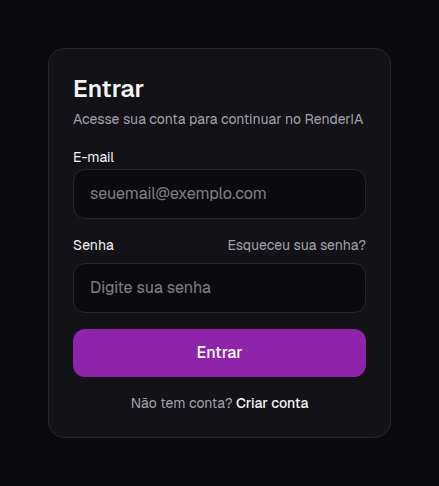 Entrar
Acesse sua conta para continuar no RenderIA
E-mail
seuemail@exemplo.com
Senha
Esqueceu sua senha?
Digite sua senha
Entrar
Não tem conta? Criar conta